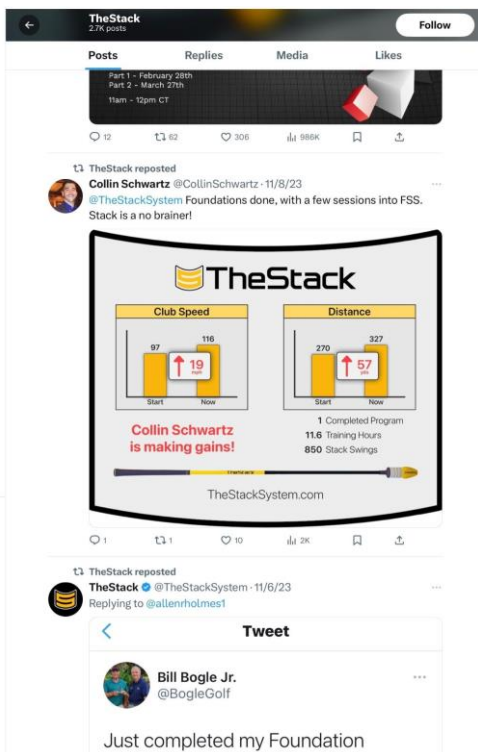 TheStack
2.7K posts
Follow
Posts
Replies
Media
Likes
Part 1 - February 28th
Part 2 - March 27th
11am - 12pm CT
12
62
306
986K
TheStack reposted
Collin Schwartz @CollinSchwartz · 11/8/23
@TheStackSystem Foundations done, with a few sessions into FSS.
Stack is a no brainer!
TheStack
Club Speed
97
116
19
mph
Start
Now
Distance
270
327
57
yds
Start
Now
Collin Schwartz
is making gains!
1 Completed Program
11.6 Training Hours
850 Stack Swings
TheStack
TheStackSystem.com
1
1
10
2K
TheStack reposted
TheStack @TheStackSystem · 11/6/23
Replying to @allenrholmes1
Tweet
Bill Bogle Jr.
@BogleGolf
Just completed my Foundation